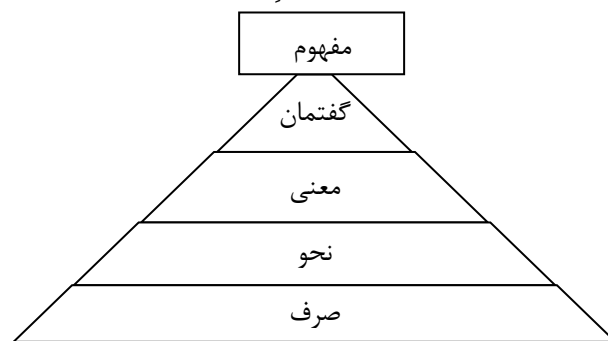 مفهوم
گفتمان
معنی
نحو
صرف